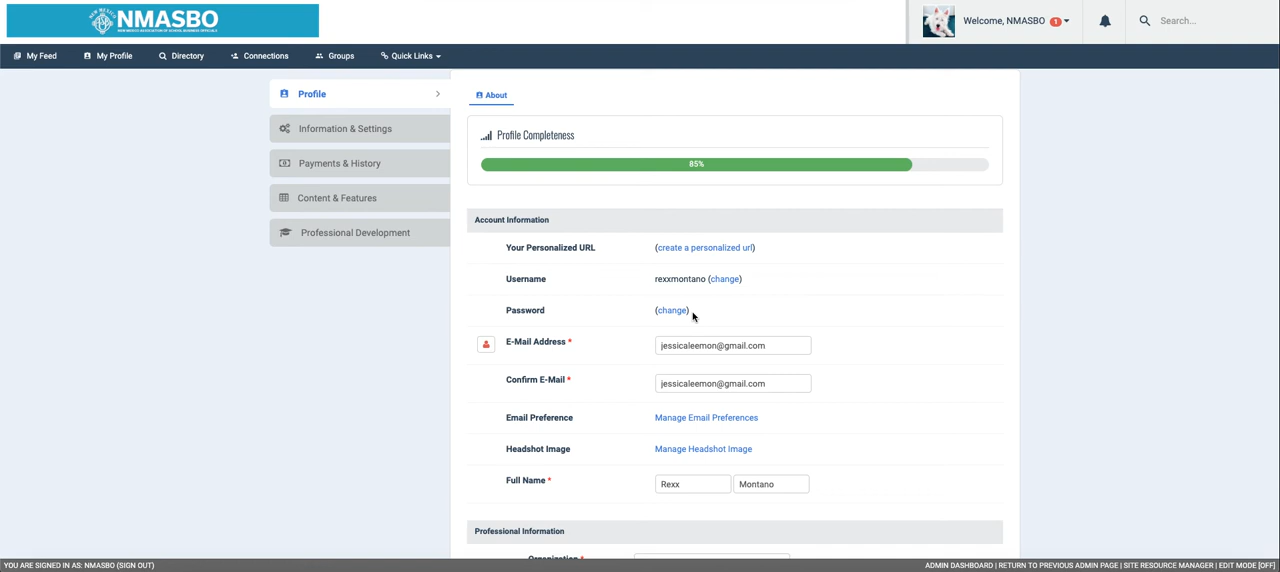 NMASBO
NEW MEXICO ASSOCIATION OF SCHOOL BUSINESS OFFICIALS
Welcome, NMASBO 1
Search...
My Feed My Profile Directory Connections Groups Quick Links
Profile
Information & Settings
Payments & History
Content & Features
Professional Development
About
Profile Completeness
85%
Account Information
Your Personalized URL (create a personalized url)
Username rexxmontano (change)
Password (change)
E-Mail Address * jessicaleemon@gmail.com
Confirm E-Mail * jessicaleemon@gmail.com
Email Preference Manage Email Preferences
Headshot Image Manage Headshot Image
Full Name * Rexx Montano
Professional Information
Organization *
YOU ARE SIGNED IN AS: NMASBO (SIGN OUT) ADMIN DASHBOARD | RETURN TO PREVIOUS ADMIN PAGE | SITE RESOURCE MANAGER | EDIT MODE [OFF]